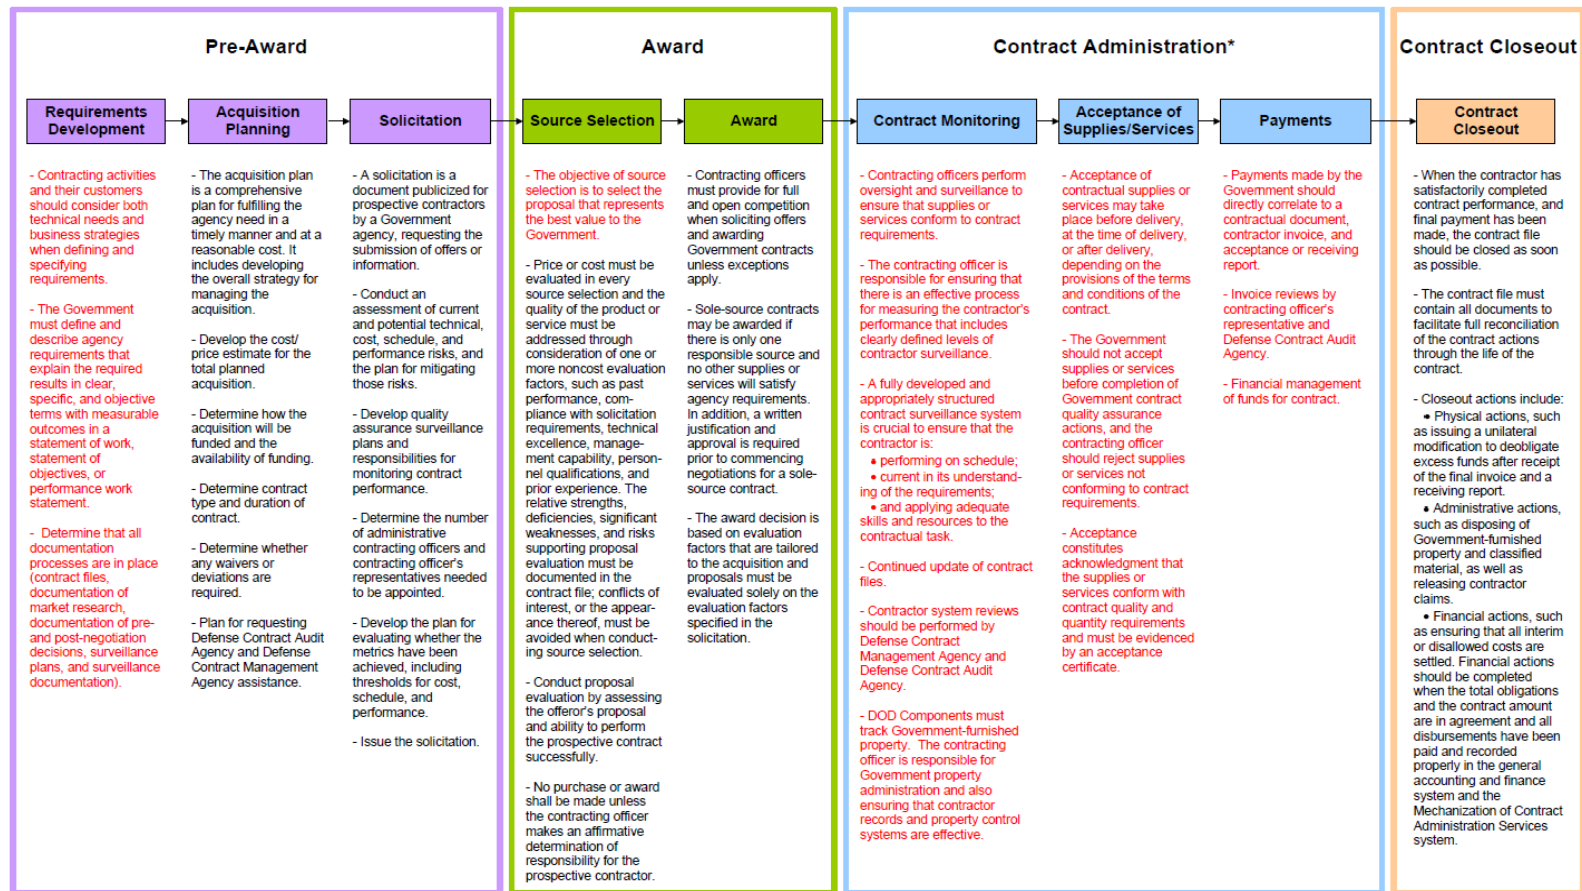 Pre-Award
Award
Contract Administration*
Contract Closeout
Requirements
Development
Acquisition
Planning
Solicitation
Source Selection
Award
Contract Monitoring
Acceptance of
Supplies/Services
Payments
Contract
Closeout
- Contracting activities
and their customers
should consider both
technical needs and
business strategies
when defining and
specifying
requirements.
- The Government
must define and
describe agency
requirements that
explain the required
results in clear,
specific, and objective
terms with measurable
outcomes in a
statement of work,
statement of
objectives, or
performance work
statement.
- Determine that all
documentation
processes are in place
(contract files,
documentation of
market research,
documentation of pre-
and post-negotiation
decisions, surveillance
plans, and surveillance
documentation).
- The acquisition plan
is a comprehensive
plan for fulfilling the
agency need in a
timely manner and at a
reasonable cost. It
includes developing
the overall strategy for
managing the
acquisition.
- Develop the cost/
price estimate for the
total planned
acquisition.
- Determine how the
acquisition will be
funded and the
availability of funding.
- Determine contract
type and duration of
contract.
- Determine whether
any waivers or
deviations are
required.
- Plan for requesting
Defense Contract Audit
Agency and Defense
Contract Management
Agency assistance.
- A solicitation is a
document publicized for
prospective contractors
by a Government
agency, requesting the
submission of offers or
information.
- Conduct an
assessment of current
and potential technical,
cost, schedule, and
performance risks, and
the plan for mitigating
those risks.
- Develop quality
assurance surveillance
plans and
responsibilities for
monitoring contract
performance.
- Determine the number
of administrative
contracting officers and
contracting officer's
representatives needed
to be appointed.
- Develop the plan for
evaluating whether the
metrics have been
achieved, including
thresholds for cost,
schedule, and
performance.
- Issue the solicitation.
- The objective of source
selection is to select the
proposal that represents
the best value to the
Government.
- Price or cost must be
evaluated in every
source selection and the
quality of the product or
service must be
addressed through
consideration of one or
more noncost evaluation
factors, such as past
performance, com-
pliance with solicitation
requirements, technical
excellence, manage-
ment capability, person-
nel qualifications, and
prior experience. The
relative strengths,
deficiencies, significant
weaknesses, and risks
supporting proposal
evaluation must be
documented in the
contract file; conflicts of
interest, or the appear-
ance thereof, must be
avoided when conduct-
ing source selection.
- Conduct proposal
evaluation by assessing
the offeror's proposal
and ability to perform
the prospective contract
successfully.
- No purchase or award
shall be made unless
the contracting officer
makes an affirmative
determination of
responsibility for the
prospective contractor.
- Contracting officers
must provide for full
and open competition
when soliciting offers
and awarding
Government contracts
unless exceptions
apply.
- Sole-source contracts
may be awarded if
there is only one
responsible source and
no other supplies or
services will satisfy
agency requirements.
In addition, a written
justification and
approval is required
prior to commencing
negotiations for a sole-
source contract.
- The award decision is
based on evaluation
factors that are tailored
to the acquisition and
proposals must be
evaluated solely on the
evaluation factors
specified in the
solicitation.
- Contracting officers perform
oversight and surveillance to
ensure that supplies or
services conform to contract
requirements.
- The contracting officer is
responsible for ensuring that
there is an effective process
for measuring the contractor's
performance that includes
clearly defined levels of
contractor surveillance.
- A fully developed and
appropriately structured
contract surveillance system
is crucial to ensure that the
contractor is:
• performing on schedule;
• current in its understand-
ing of the requirements;
• and applying adequate
skills and resources to the
contractual task.
- Continued update of contract
files.
- Contractor system reviews
should be performed by
Defense Contract
Management Agency and
Defense Contract Audit
Agency.
- DOD Components must
track Government-furnished
property. The contracting
officer is responsible for
Government property
administration and also
ensuring that contractor
records and property control
systems are effective.
- Acceptance of
contractual supplies or
services may take
place before delivery,
at the time of delivery,
or after delivery,
depending on the
provisions of the terms
and conditions of the
contract.
- The Government
should not accept
supplies or services
before completion of
Government contract
quality assurance
actions, and the
contracting officer
should reject supplies
or services not
conforming to contract
requirements.
- Acceptance
constitutes
acknowledgment that
the supplies or
services conform with
contract quality and
quantity requirements
and must be evidenced
by an acceptance
certificate.
- Payments made by the
Government should
directly correlate to a
contractual document,
contractor invoice, and
acceptance or receiving
report.
- Invoice reviews by
contracting officer's
representative and
Defense Contract Audit
Agency.
- Financial management
of funds for contract.
- When the contractor has
satisfactorily completed
contract performance, and
final payment has been
made, the contract file
should be closed as soon
as possible.
- The contract file must
contain all documents to
facilitate full reconciliation
of the contract actions
through the life of the
contract.
- Closeout actions include:
• Physical actions, such
as issuing a unilateral
modification to deobligate
excess funds after receipt
of the final invoice and a
receiving report.
• Administrative actions,
such as disposing of
Government-furnished
property and classified
material, as well as
releasing contractor
claims.
• Financial actions, such
as ensuring that all interim
or disallowed costs are
settled. Financial actions
should be completed
when the total obligations
and the contract amount
are in agreement and all
disbursements have been
paid and recorded
properly in the general
accounting and finance
system and the
Mechanization of Contract
Administration Services
system.